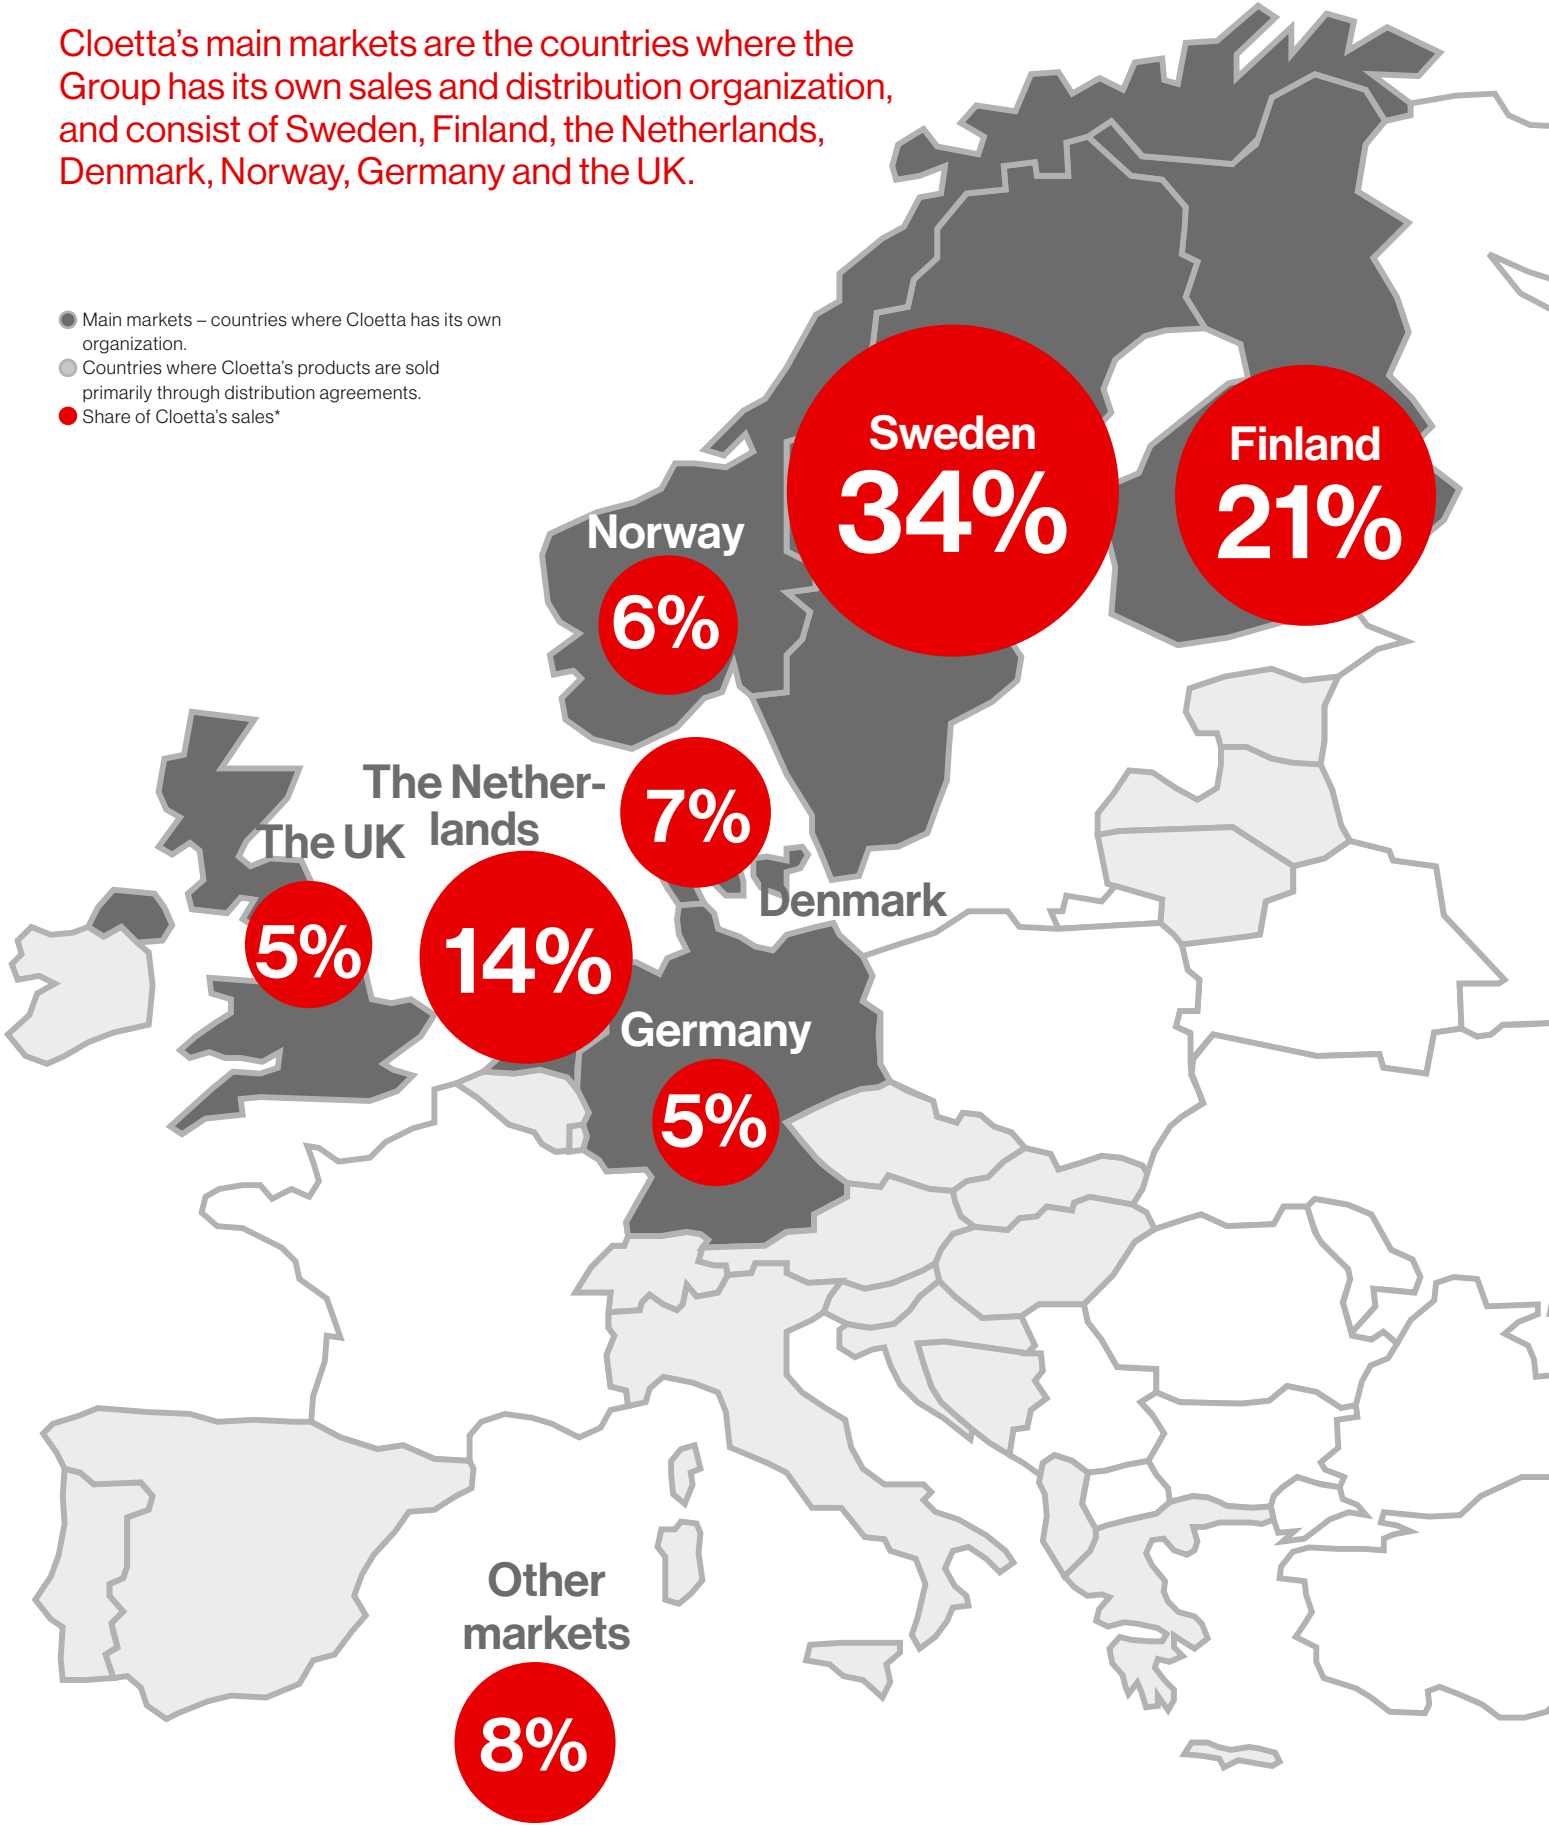 Cloetta's main markets are the countries where the
Group has its own sales and distribution organization,
and consist of Sweden, Finland, the Netherlands,
Denmark, Norway, Germany and the UK.
Main markets – countries where Cloetta has its own
organization.
Countries where Cloetta's products are sold
primarily through distribution agreements.
Share of Cloetta's sales*
Sweden
34%
Finland
21%
Norway
6%
The Nether-
lands
14%
7%
Denmark
The UK
5%
Germany
5%
Other
markets
8%